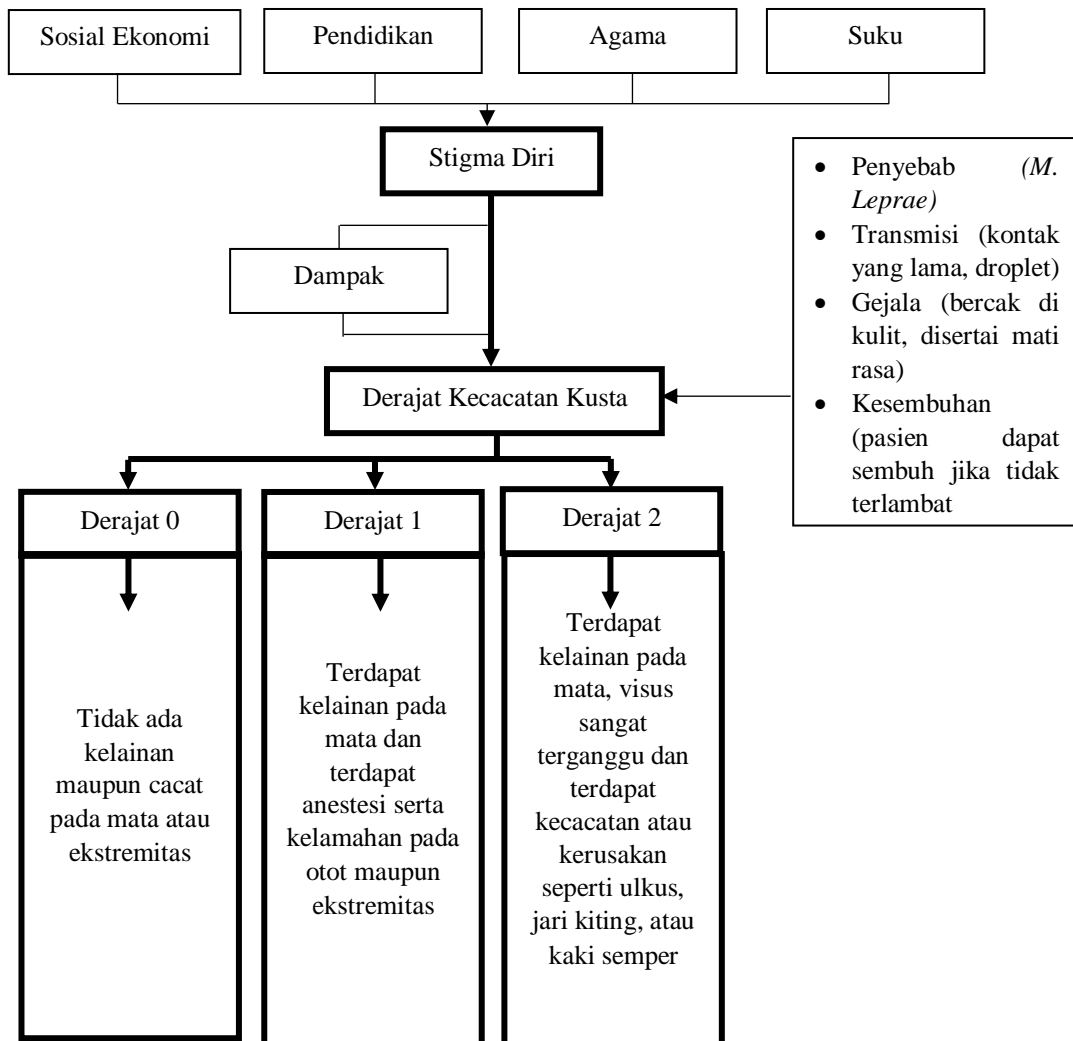 Sosial Ekonomi
Pendidikan
Agama
Suku
Stigma Diri
Dampak
Derajat Kecacatan Kusta
• Penyebab (M.
Leprae)
• Transmisi (kontak
yang lama, droplet)
• Gejala (bercak di
kulit, disertai mati
rasa)
• Kesembuhan
(pasien dapat
sembuh jika tidak
terlambat
Derajat 0
Derajat 1
Derajat 2
Tidak ada
kelainan
maupun cacat
pada mata atau
ekstremitas
Terdapat
kelainan pada
mata dan
terdapat
anestesi serta
kelamahan pada
otot maupun
ekstremitas
Terdapat
kelainan pada
mata, visus
sangat
terganggu dan
terdapat
kecacatan atau
kerusakan
seperti ulkus,
jari kiting, atau
kaki semper